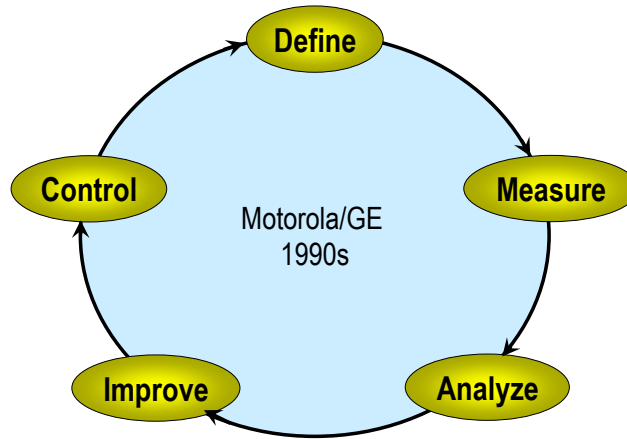 Define
Control
Measure
Motorola/GE
1990s
Improve
Analyze